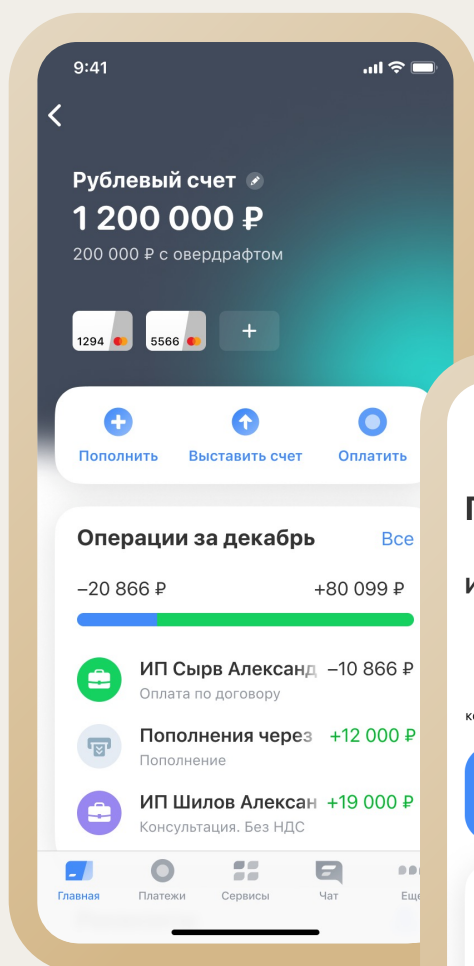 9:41
Рублевый счет
1 200 000 ₽
200 000 ₽ с овердрафтом
1294 5566 +
Пополнить Выставить счет Оплатить
Операции за декабрь Все
–20 866 ₽ +80 099 ₽
ИП Сырв Александ –10 866 ₽
Оплата по договору
Пополнения через +12 000 ₽
Пополнение
ИП Шилов Алексан +19 000 ₽
Консультация. Без НДС
Главная Платежи Сервисы Чат